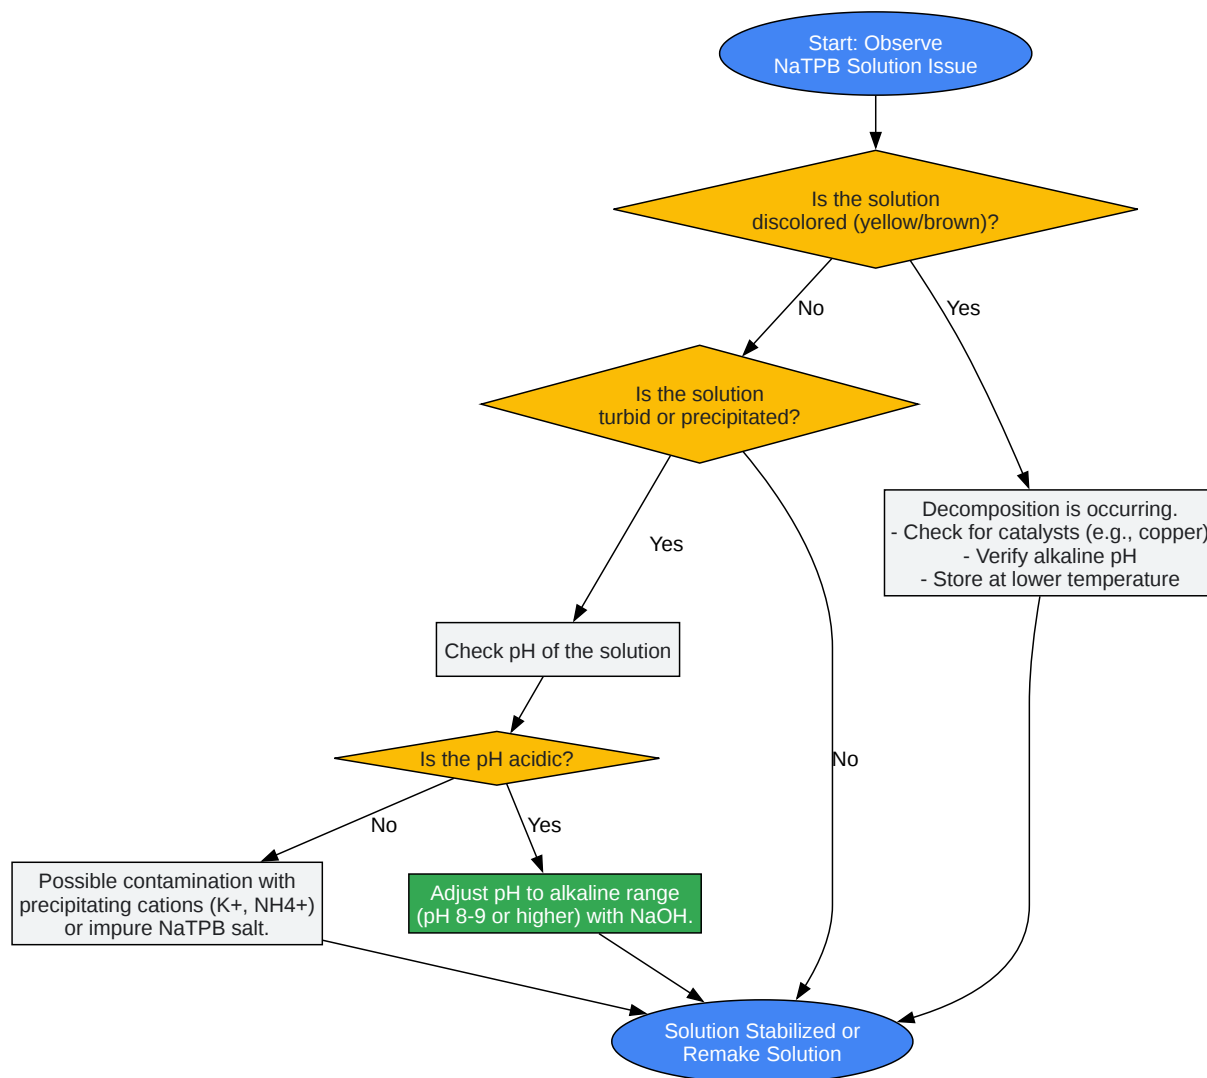 Start: Observe
NaTPB Solution Issue
Is the solution
discolored (yellow/brown)?
No
Yes
Is the solution
turbid or precipitated?
Decomposition is occurring.
- Check for catalysts (e.g., copper)
- Verify alkaline pH
- Store at lower temperature
Yes
Check pH of the solution
Is the pH acidic?
No
No
Yes
Possible contamination with
precipitating cations (K+, NH4+)
or impure NaTPB salt.
Adjust pH to alkaline range
(pH 8-9 or higher) with NaOH.
Solution Stabilized or
Remake Solution